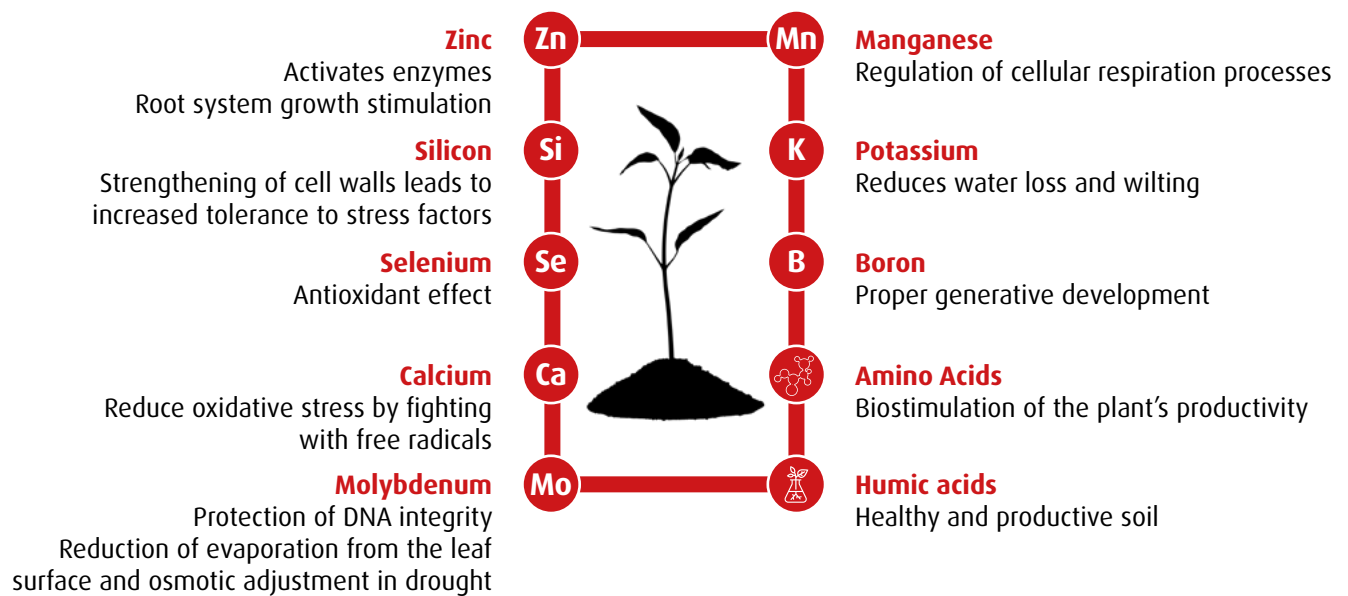 Zn
Zinc
Activates enzymes
Root system growth stimulation
Si
Silicon
Strengthening of cell walls leads to
increased tolerance to stress factors
Se
Selenium
Antioxidant effect
Ca
Calcium
Reduce oxidative stress by fighting
with free radicals
Mo
Molybdenum
Protection of DNA integrity
Reduction of evaporation from the leaf
surface and osmotic adjustment in drought
Mn
Manganese
Regulation of cellular respiration processes
K
Potassium
Reduces water loss and wilting
B
Boron
Proper generative development
Amino Acids
Biostimulation of the plant's productivity
Humic acids
Healthy and productive soil